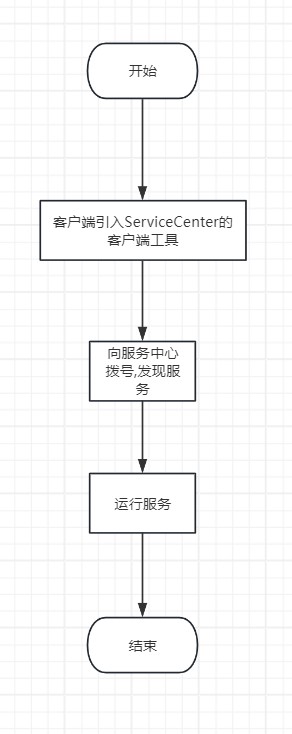 开始
客户端引入ServiceCenter的
客户端工具
向服务中心
拨号,发现服
务
运行服务
结束